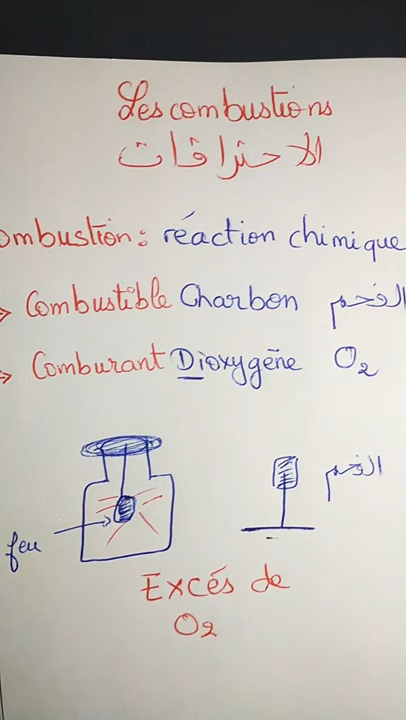 Les combustions
الاحتراقات
ombustion : réaction chimique
→ Combustible Charbon الفحم
→ Comburant Dioxygène O₂
الفحم
feu
Excés de
O₂